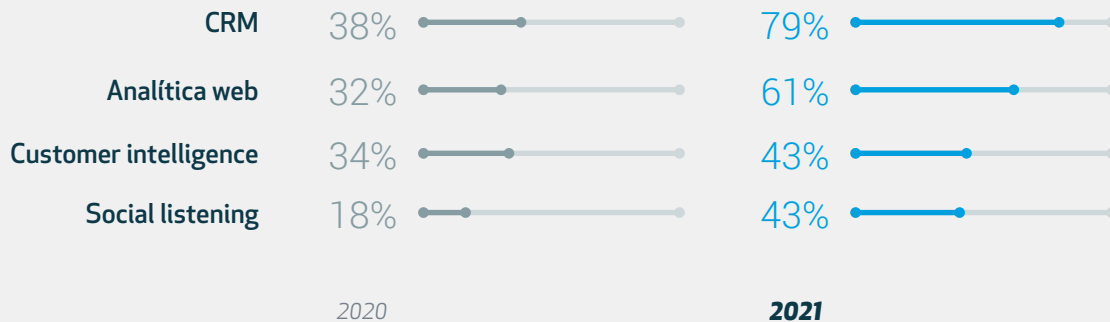 CRM 38% 79%
Analítica web 32% 61%
Customer intelligence 34% 43%
Social listening 18% 43%
2020 2021